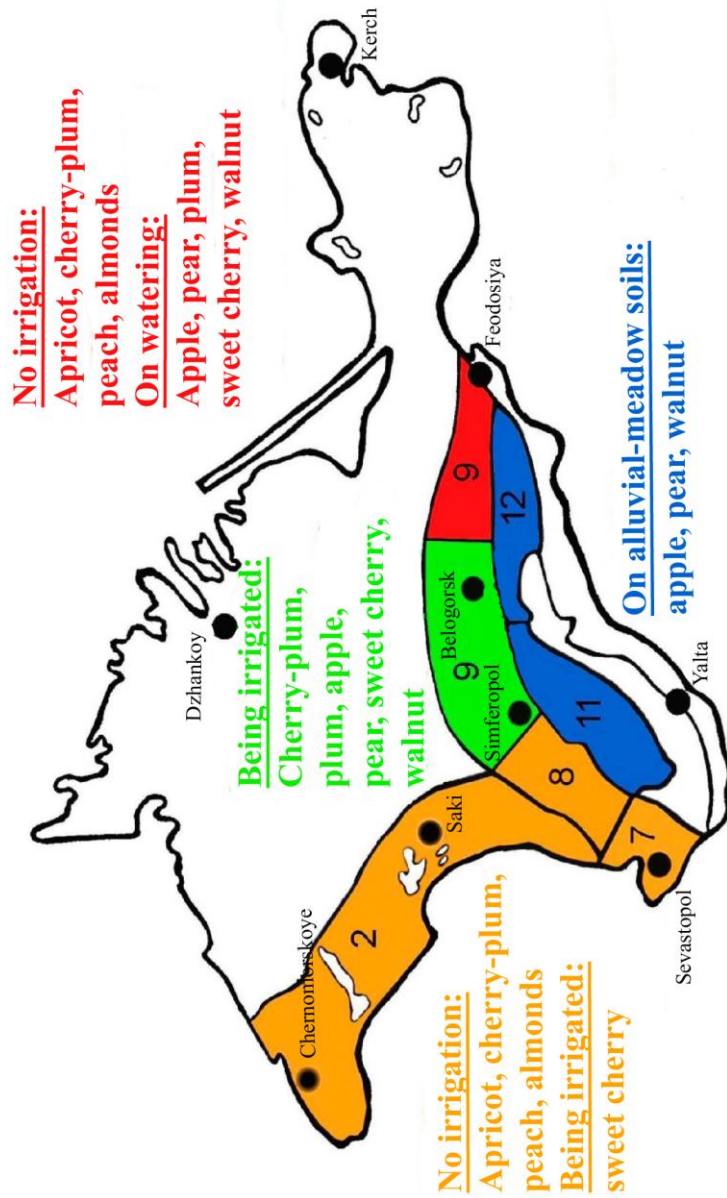 No irrigation:
Apricot, cherry-plum,
peach, almonds
On watering:
Apple, pear, plum,
sweet cherry, walnut
Kerch
Dzhankoy
Being irrigated:
Cherry-plum,
plum, apple,
pear, sweet cherry,
walnut
Feodosiya
Chernomorskoye
2
Saki
9
Belogorsk
9
Simferopol
12
8
11
7
Sevastopol
Yalta
No irrigation:
Apricot, cherry-plum,
peach, almonds
Being irrigated:
sweet cherry
On alluvial-meadow soils:
apple, pear, walnut